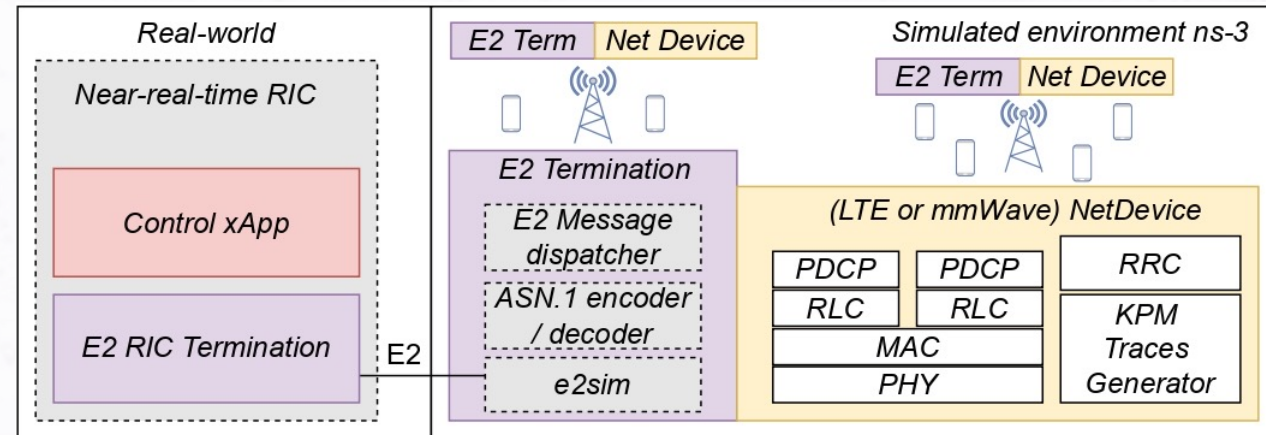 Real-world
Near-real-time RIC
Control xApp
E2 RIC Termination
E2
E2 Term
Net Device
Simulated environment ns-3
E2 Term
Net Device
E2 Termination
E2 Message
dispatcher
ASN.1 encoder
/ decoder
e2sim
(LTE or mmWave) NetDevice
PDCP
PDCP
RLC
RLC
MAC
PHY
RRC
KPM
Traces
Generator